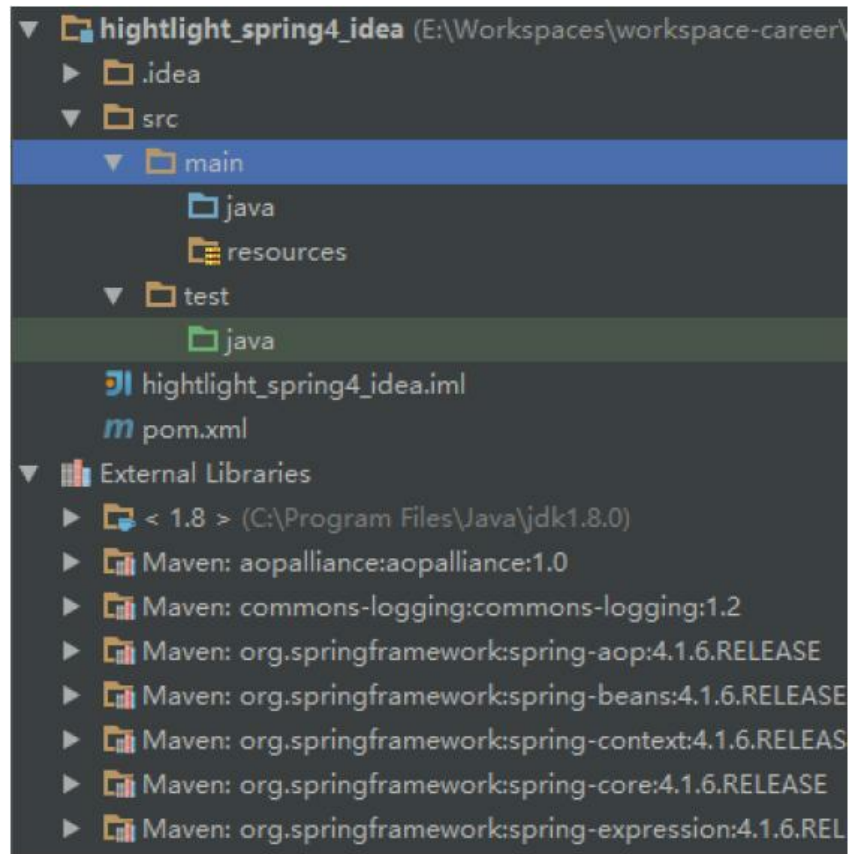 hightlight_spring4_idea (E:\Workspaces\workspace-career\
.idea
src
main
java
resources
test
java
hightlight_spring4_idea.iml
pom.xml
External Libraries
< 1.8 > (C:\Program Files\Java\jdk1.8.0)
Maven: aopalliance:aopalliance:1.0
Maven: commons-logging:commons-logging:1.2
Maven: org.springframework:spring-aop:4.1.6.RELEASE
Maven: org.springframework:spring-beans:4.1.6.RELEASE
Maven: org.springframework:spring-context:4.1.6.RELEAS
Maven: org.springframework:spring-core:4.1.6.RELEASE
Maven: org.springframework:spring-expression:4.1.6.REL